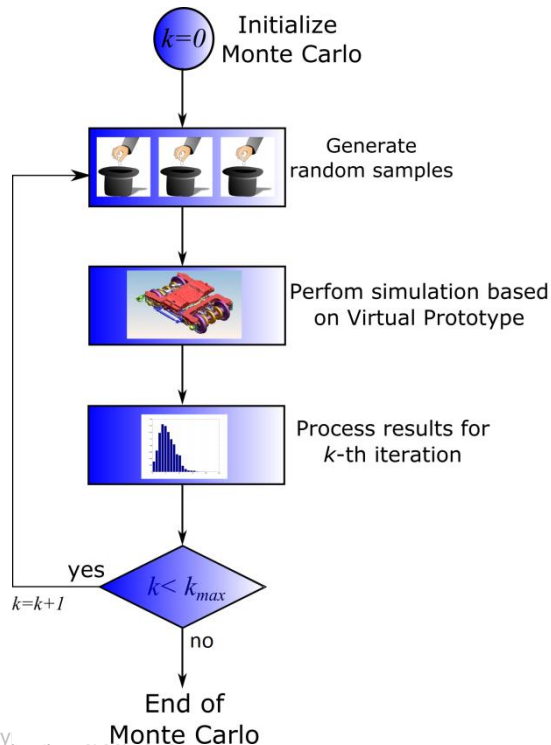 k=0
Initialize
Monte Carlo
Generate
random samples
Perfom simulation based
on Virtual Prototype
Process results for
k-th iteration
yes
k< kmax
k=k+1
no
End of
Monte Carlo